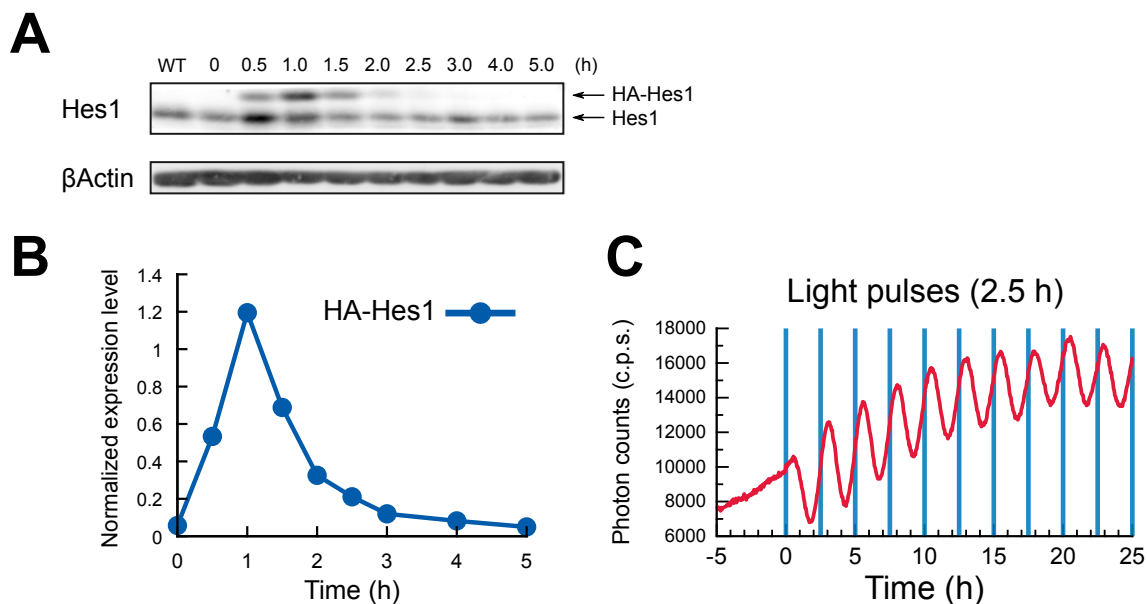 A
WT 0 0.5 1.0 1.5 2.0 2.5 3.0 4.0 5.0 (h)
Hes1
HA-Hes1
Hes1
βActin
B
Normalized expression level
1.4
1.2
1
0.8
0.6
0.4
0.2
0
HA-Hes1
0 1 2 3 4 5
Time (h)
C
Light pulses (2.5 h)
Photon counts (c.p.s.)
18000
16000
14000
12000
10000
8000
6000
-5 0 5 10 15 20 25
Time (h)